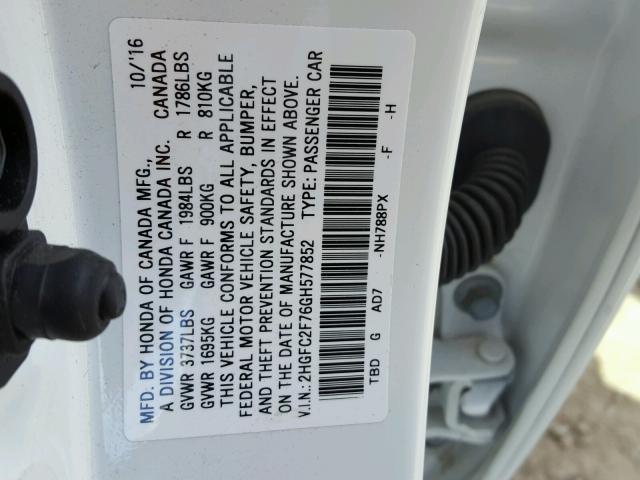 MFD. BY HONDA OF CANADA MFG., 10/'16
A DIVISION OF HONDA CANADA INC. CANADA
GVWR 3737LBS GAWR F 1984LBS R 1786LBS
GVWR 1695KG GAWR F 900KG R 810KG
THIS VEHICLE CONFORMS TO ALL APPLICABLE
FEDERAL MOTOR VEHICLE SAFETY, BUMPER,
AND THEFT PREVENTION STANDARDS IN EFFECT
ON THE DATE OF MANUFACTURE SHOWN ABOVE.
V.I.N.: 2HGFC2F76GH577852 TYPE: PASSENGER CAR
TBD G AD7 -NH788PX -F -H